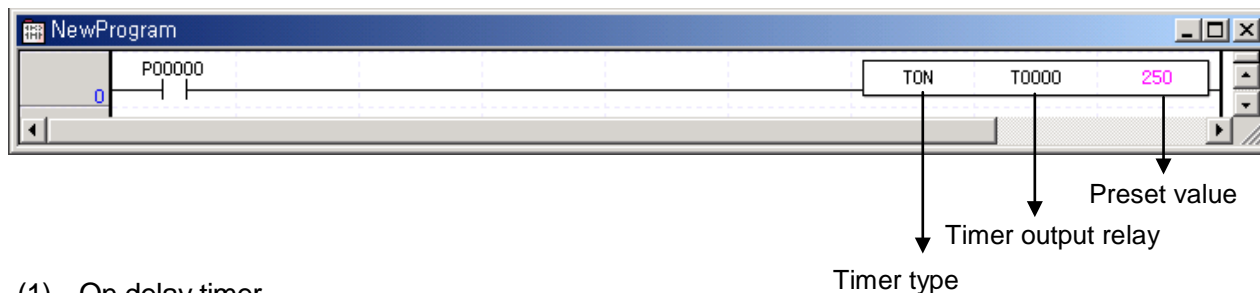 NewProgram
P00000
0
TON T0000 250
Preset value
Timer output relay
Timer type
(1) On delay timer